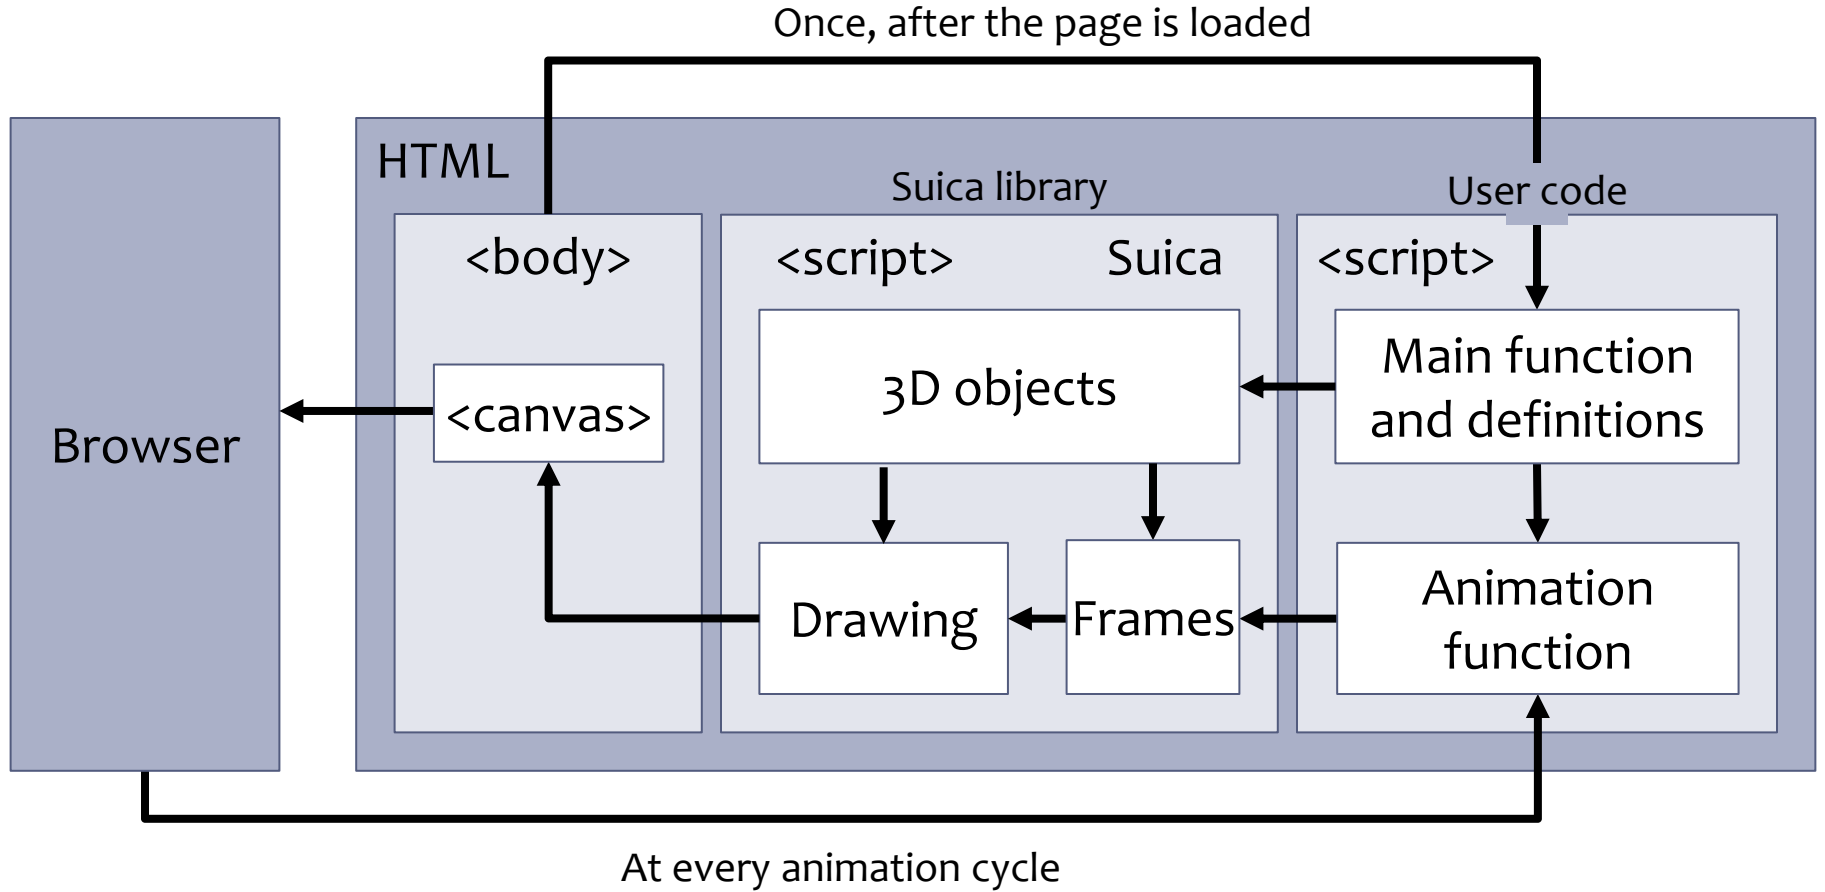 Once, after the page is loaded
HTML
Suica library
User code
<body>
<script>
Suica
<script>
Browser
<canvas>
3D objects
Main function
and definitions
Drawing
Frames
Animation
function
At every animation cycle